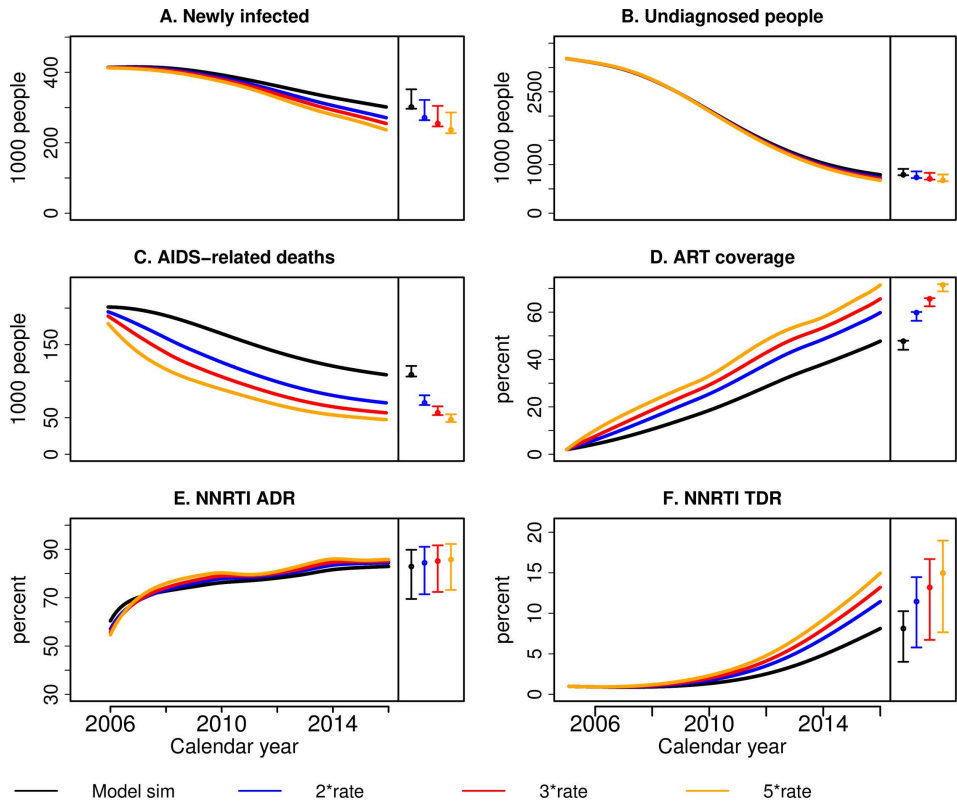 A. Newly infected
B. Undiagnosed people
1000 people
0
200
400
1000 people
0
1000
2500
C. AIDS−related deaths
D. ART coverage
1000 people
0
50
150
percent
0
20
40
60
E. NNRTI ADR
F. NNRTI TDR
percent
30
50
70
90
percent
0
5
10
15
20
2006
2010
2014
2006
2010
2014
Calendar year
Calendar year
Model sim
2*rate
3*rate
5*rate